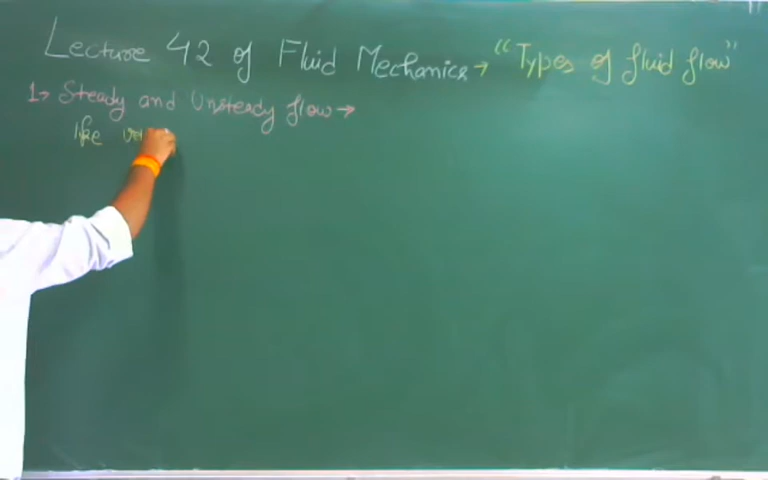 Lecture 42 of Fluid Mechanics → "Types of fluid flow"
1→ Steady and Unsteady flow →
like